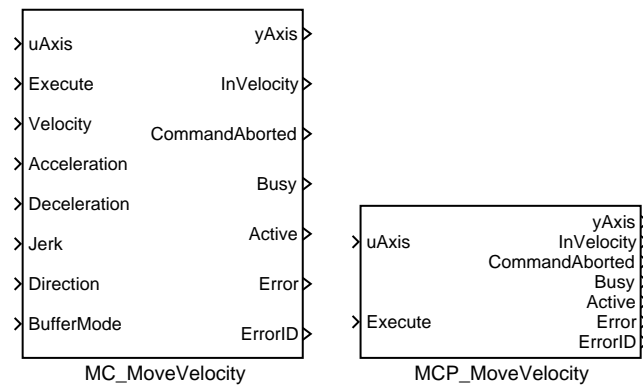 uAxis
Execute
Velocity
Acceleration
Deceleration
Jerk
Direction
BufferMode
yAxis
InVelocity
CommandAborted
Busy
Active
Error
ErrorID
MC_MoveVelocity
uAxis
Execute
yAxis
InVelocity
CommandAborted
Busy
Active
Error
ErrorID
MCP_MoveVelocity